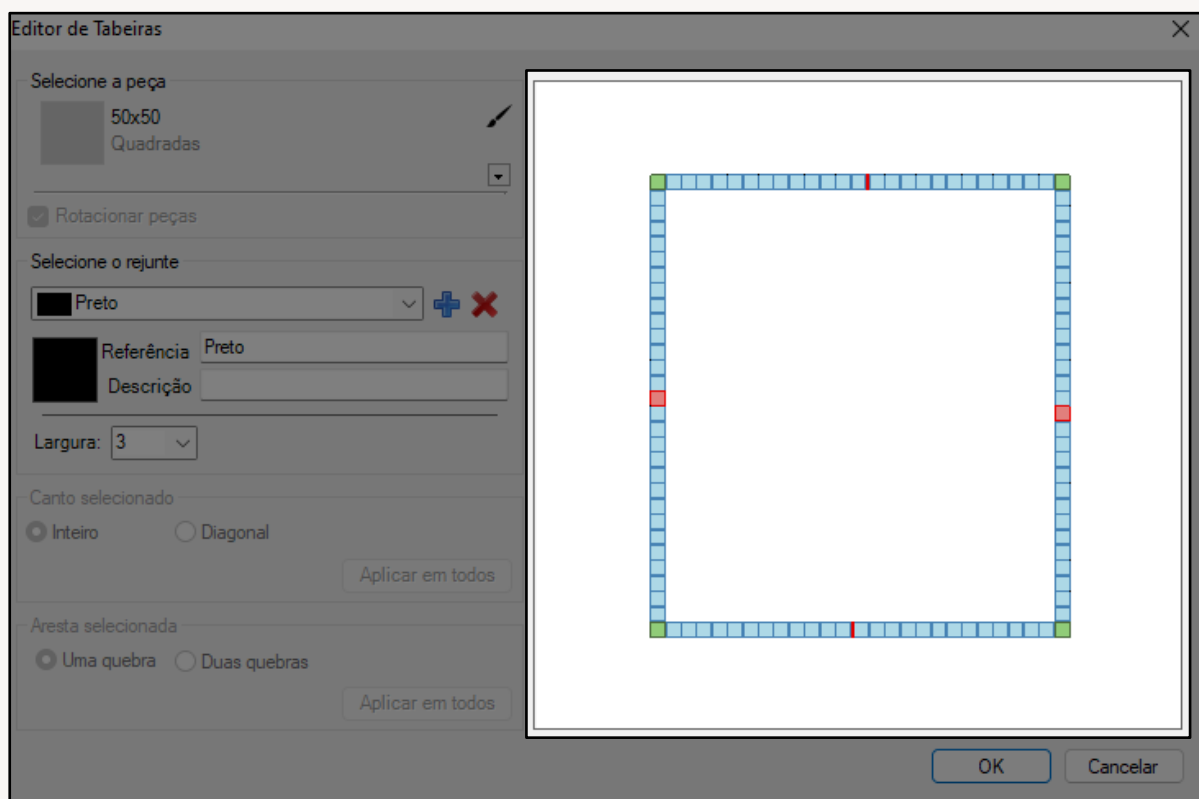 Editor de Tabeiras
Selecione a peça
50x50
Quadradas
Rotacionar peças
Selecione o rejunte
Preto
Referência Preto
Descrição
Largura: 3
Canto selecionado
Inteiro Diagonal
Aplicar em todos
Aresta selecionada
Uma quebra Duas quebras
Aplicar em todos
OK Cancelar